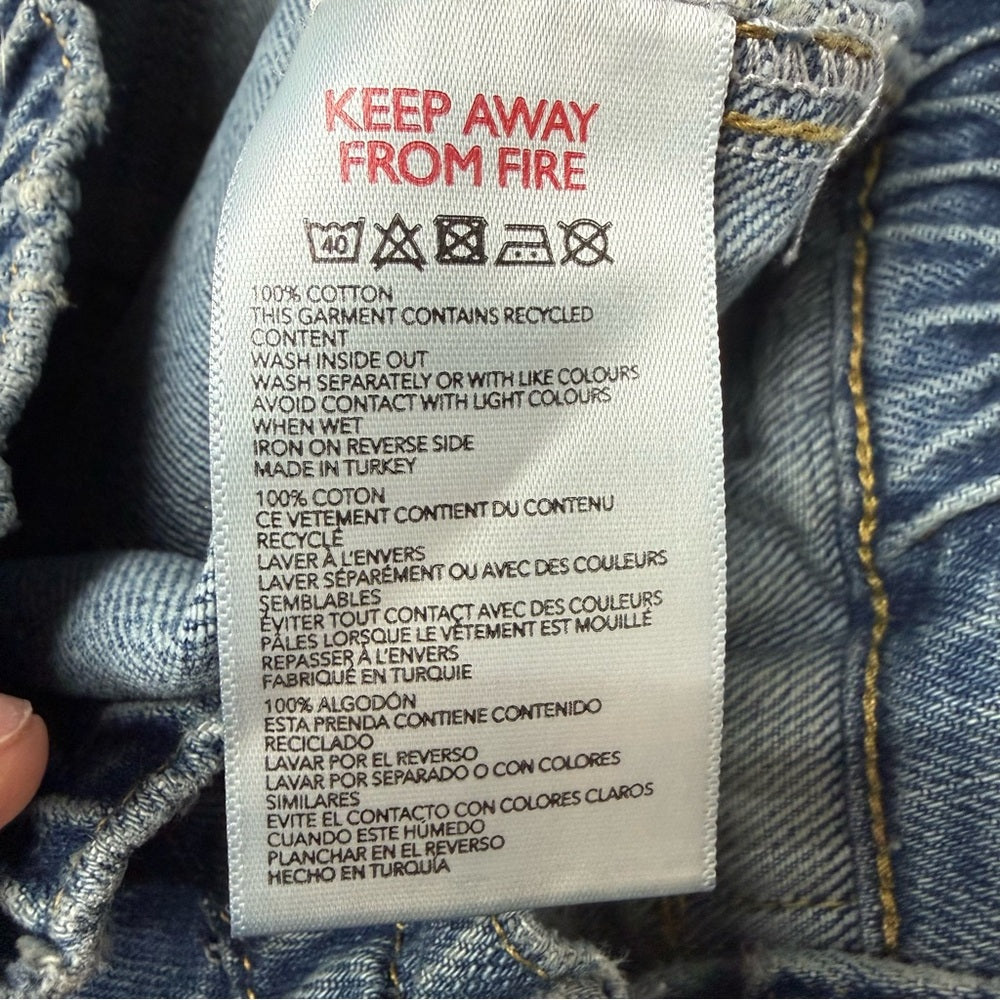 KEEP AWAY
FROM FIRE
40
100% COTTON
THIS GARMENT CONTAINS RECYCLED
CONTENT
WASH INSIDE OUT
WASH SEPARATELY OR WITH LIKE COLOURS
AVOID CONTACT WITH LIGHT COLOURS
WHEN WET
IRON ON REVERSE SIDE
MADE IN TURKEY
100% COTON
CE VETEMENT CONTIENT DU CONTENU
RECYCLÉ
LAVER À L'ENVERS
LAVER SÉPARÉMENT OU AVEC DES COULEURS
SEMBLABLES
ÉVITER TOUT CONTACT AVEC DES COULEURS
PÂLES LORSQUE LE VÊTEMENT EST MOUILLÉ
REPASSER À L'ENVERS
FABRIQUÉ EN TURQUIE
100% ALGODÓN
ESTA PRENDA CONTIENE CONTENIDO
RECICLADO
LAVAR POR EL REVERSO
LAVAR POR SEPARADO O CON COLORES
SIMILARES
EVITE EL CONTACTO CON COLORES CLAROS
CUANDO ESTE HÚMEDO
PLANCHAR EN EL REVERSO
HECHO EN TURQUÍA